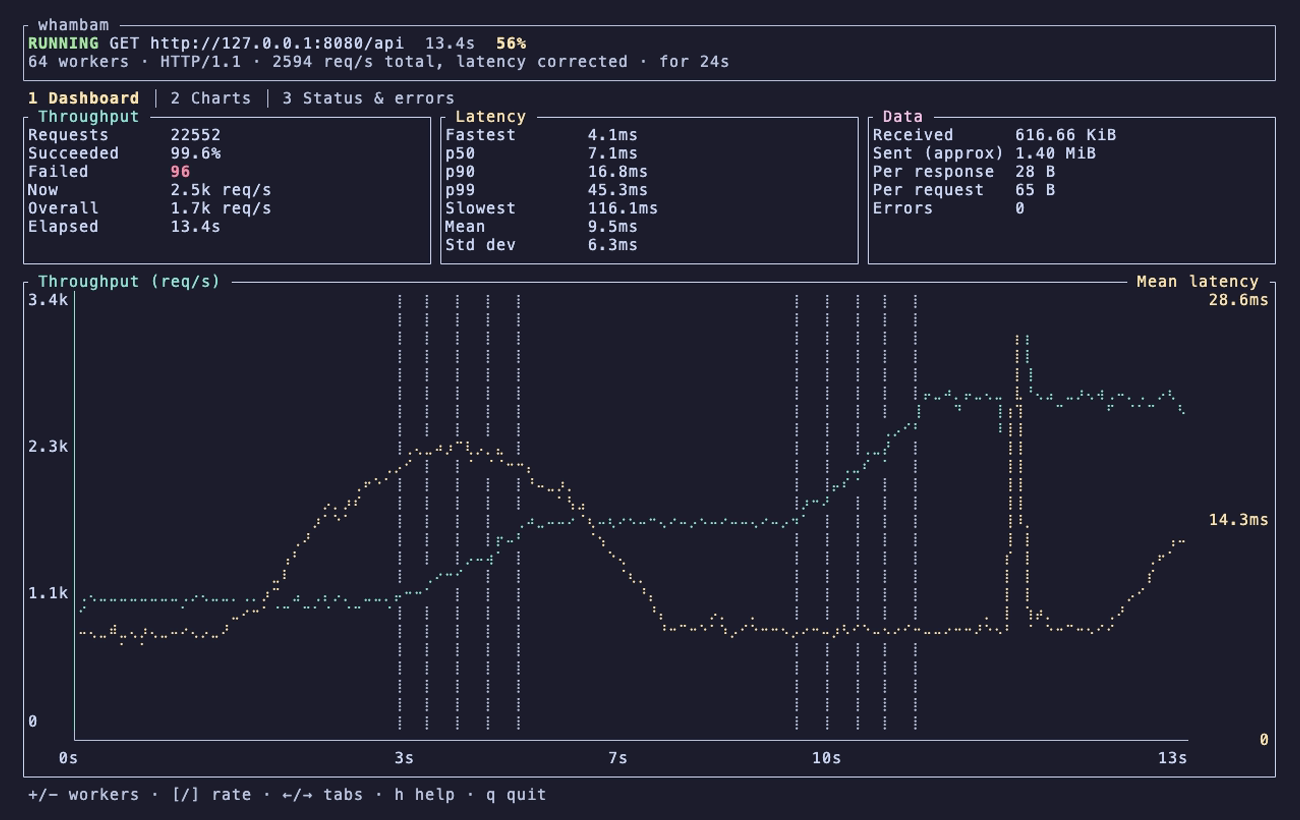 whambam
RUNNING GET http://127.0.0.1:8080/api 13.4s 56%
64 workers · HTTP/1.1 · 2594 req/s total, latency corrected · for 24s
1 Dashboard │ 2 Charts │ 3 Status & errors
Throughput
Requests 22552
Succeeded 99.6%
Failed 96
Now 2.5k req/s
Overall 1.7k req/s
Elapsed 13.4s
Latency
Fastest 4.1ms
p50 7.1ms
p90 16.8ms
p99 45.3ms
Slowest 116.1ms
Mean 9.5ms
Std dev 6.3ms
Data
Received 616.66 KiB
Sent (approx) 1.40 MiB
Per response 28 B
Per request 65 B
Errors 0
Throughput (req/s) Mean latency
3.4k 28.6ms
2.3k
14.3ms
1.1k
0
0
0s 3s 7s 10s 13s
+/− workers · [/] rate · ←/→ tabs · h help · q quit